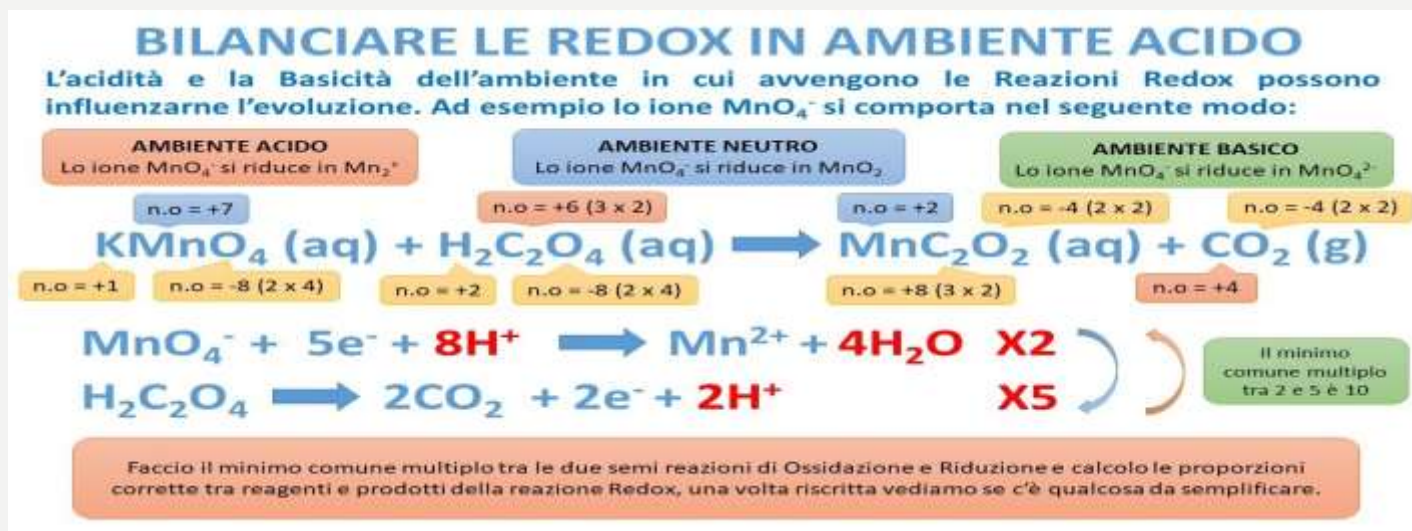 BILANCIARE LE REDOX IN AMBIENTE ACIDO
L'acidità e la Basicità dell'ambiente in cui avvengono le Reazioni Redox possono
influenzarne l'evoluzione. Ad esempio lo ione MnO₄⁻ si comporta nel seguente modo:
AMBIENTE ACIDO
Lo ione MnO₄⁻ si riduce in Mn₂⁺
AMBIENTE NEUTRO
Lo ione MnO₄⁻ si riduce in MnO₂
AMBIENTE BASICO
Lo ione MnO₄⁻ si riduce in MnO₄²⁻
n.o = +7
n.o = +6 (3 x 2)
n.o = +2
n.o = -4 (2 x 2)
n.o = -4 (2 x 2)
KMnO₄ (aq) + H₂C₂O₄ (aq) → MnC₂O₂ (aq) + CO₂ (g)
n.o = +1
n.o = -8 (2 x 4)
n.o = +2
n.o = -8 (2 x 4)
n.o = +8 (3 x 2)
n.o = +4
MnO₄⁻ + 5e⁻ + 8H⁺ → Mn²⁺ + 4H₂O X2
H₂C₂O₄ → 2CO₂ + 2e⁻ + 2H⁺ X5
Il minimo
comune multiplo
tra 2 e 5 è 10
Faccio il minimo comune multiplo tra le due semi reazioni di Ossidazione e Riduzione e calcolo le proporzioni
corrette tra reagenti e prodotti della reazione Redox, una volta riscritta vediamo se c'è qualcosa da semplificare.